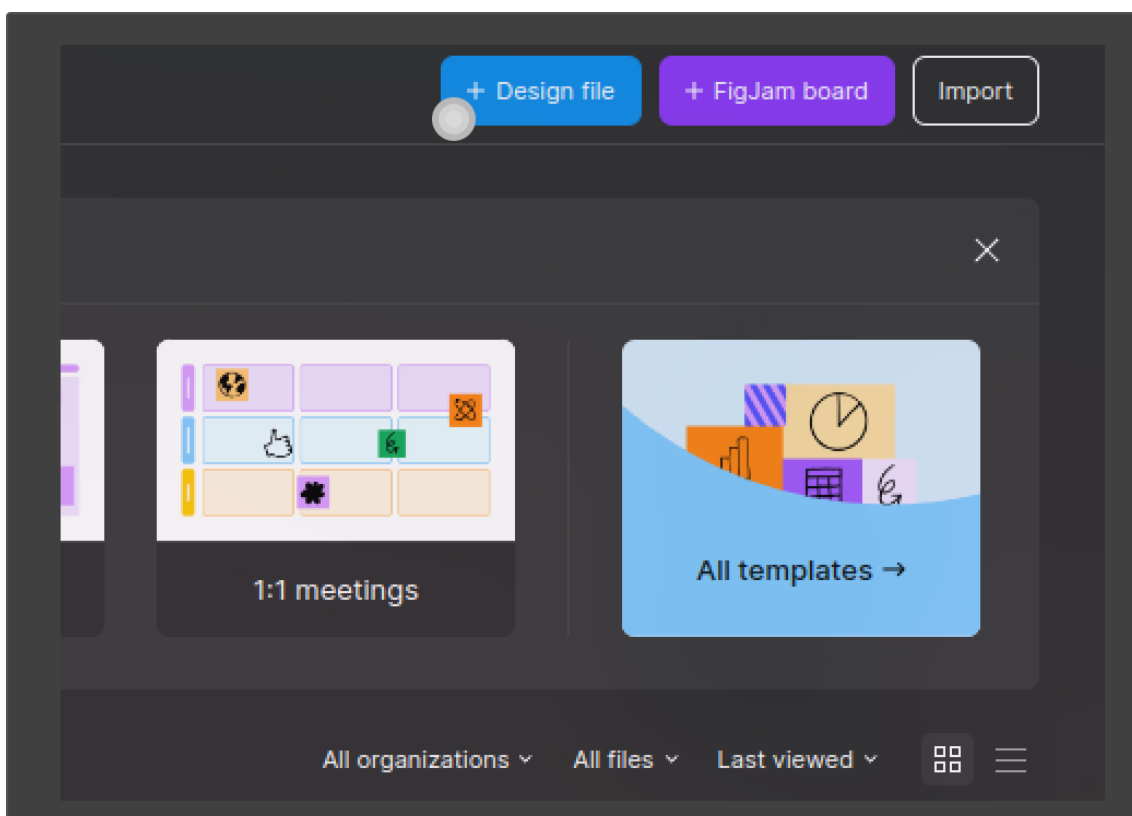 + Design file
+ FigJam board
Import
1:1 meetings
All templates →
All organizations
All files
Last viewed